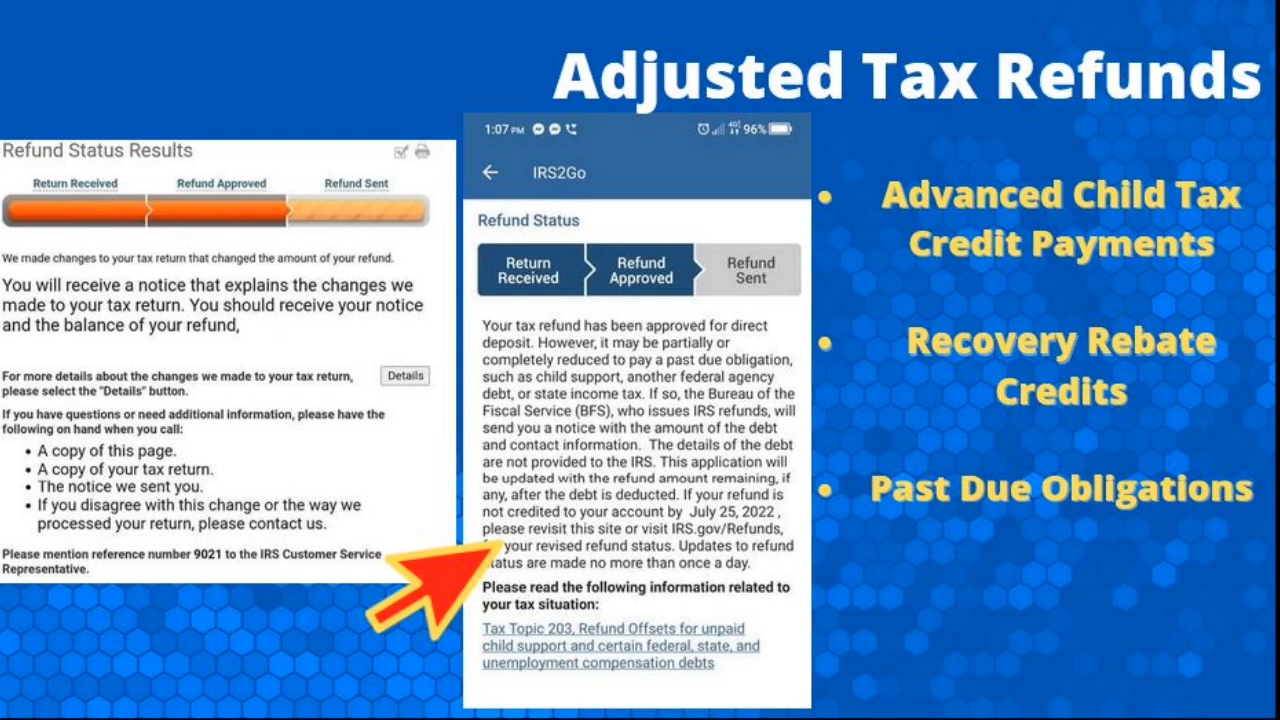 Adjusted Tax Refunds
Refund Status Results
Return Received
Refund Approved
Refund Sent
We made changes to your tax return that changed the amount of your refund.
You will receive a notice that explains the changes we
made to your tax return. You should receive your notice
and the balance of your refund,
For more details about the changes we made to your tax return,
please select the "Details" button.
Details
If you have questions or need additional information, please have the
following on hand when you call:
• A copy of this page.
• A copy of your tax return.
• The notice we sent you.
• If you disagree with this change or the way we
processed your return, please contact us.
Please mention reference number 9021 to the IRS Customer Service
Representative.
1:07 PM
4G 96%
IRS2Go
Refund Status
Return
Received
Refund
Approved
Refund
Sent
Your tax refund has been approved for direct
deposit. However, it may be partially or
completely reduced to pay a past due obligation,
such as child support, another federal agency
debt, or state income tax. If so, the Bureau of the
Fiscal Service (BFS), who issues IRS refunds, will
send you a notice with the amount of the debt
and contact information. The details of the debt
are not provided to the IRS. This application will
be updated with the refund amount remaining, if
any, after the debt is deducted. If your refund is
not credited to your account by July 25, 2022 ,
please revisit this site or visit IRS.gov/Refunds,
your revised refund status. Updates to refund
are made no more than once a day.
Please read the following information related to
your tax situation:
Tax Topic 203, Refund Offsets for unpaid
child support and certain federal, state, and
unemployment compensation debts
• Advanced Child Tax
Credit Payments
• Recovery Rebate
Credits
• Past Due Obligations